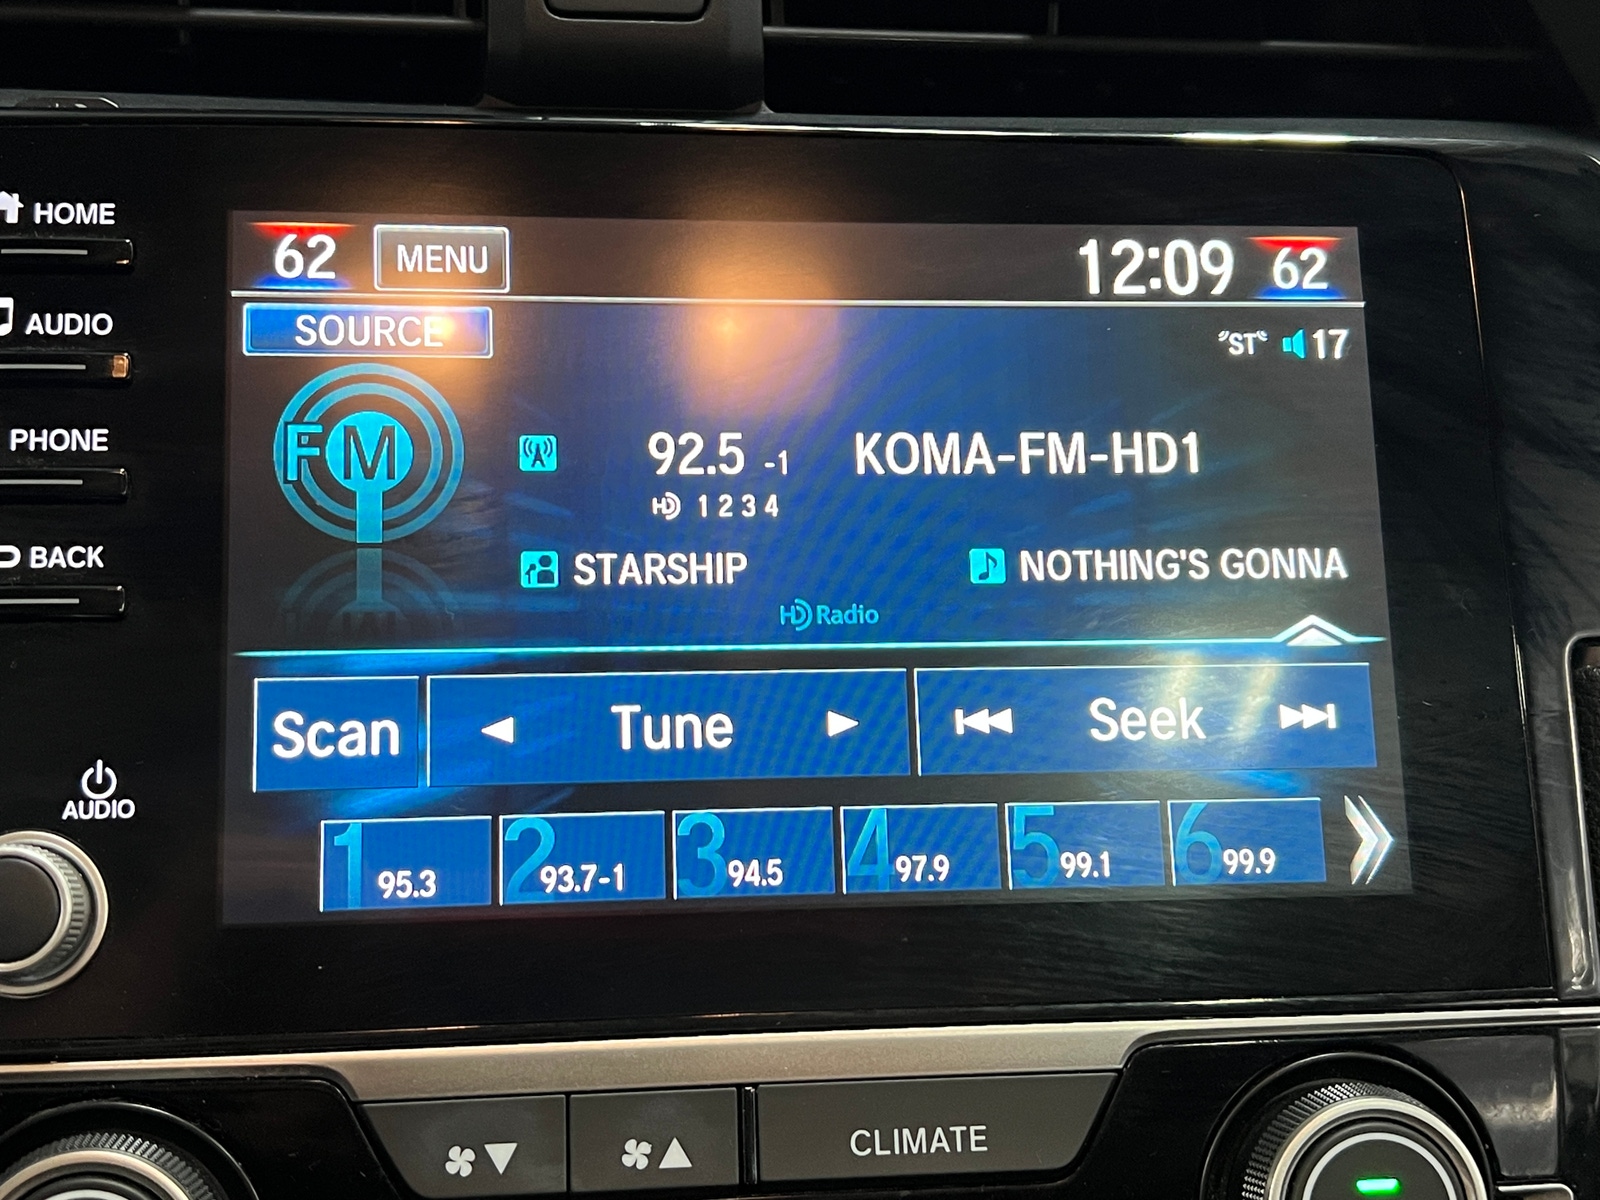 HOME
62 MENU 12:09 62
AUDIO
SOURCE "ST" 17
PHONE
FM 92.5 -1 KOMA-FM-HD1
HD 1 2 3 4
BACK
STARSHIP NOTHING'S GONNA
HD Radio
Scan Tune Seek
AUDIO
1 95.3 2 93.7-1 3 94.5 4 97.9 5 99.1 6 99.9
CLIMATE